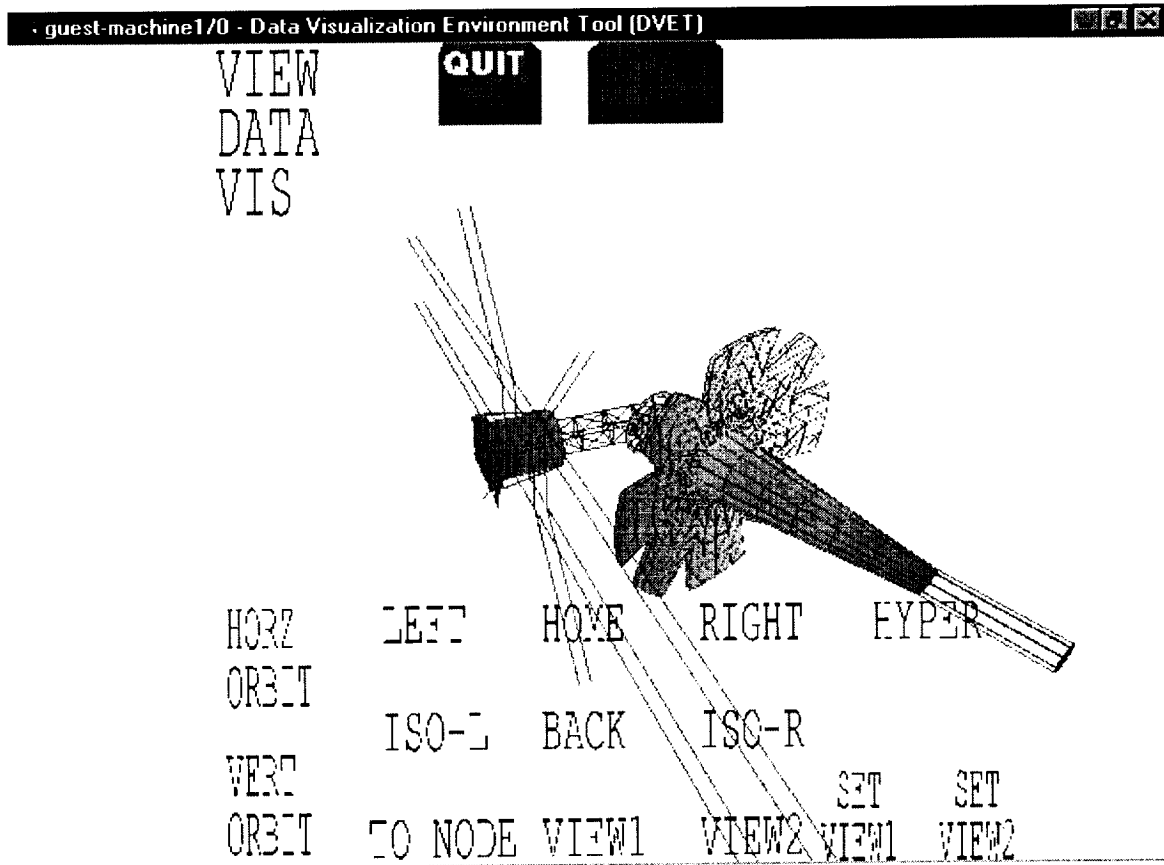 guest-machine1/0 - Data Visualization Environment Tool (DVET)
VIEW
DATA
VIS
QUIT
HORZ
ORBIT
LEFT
HOME
RIGHT
HYPER
ISO-L
BACK
ISO-R
VERT
ORBIT
TO NODE
VIEW1
VIEW2
SET
VIEW1
SET
VIEW2